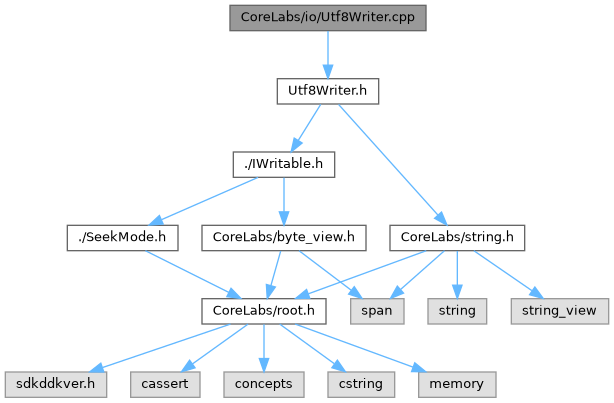 CoreLabs/io/Utf8Writer.cpp
Utf8Writer.h
./IWritable.h
./SeekMode.h
CoreLabs/byte_view.h
CoreLabs/string.h
CoreLabs/root.h
span
string
string_view
sdkddkver.h
cassert
concepts
cstring
memory